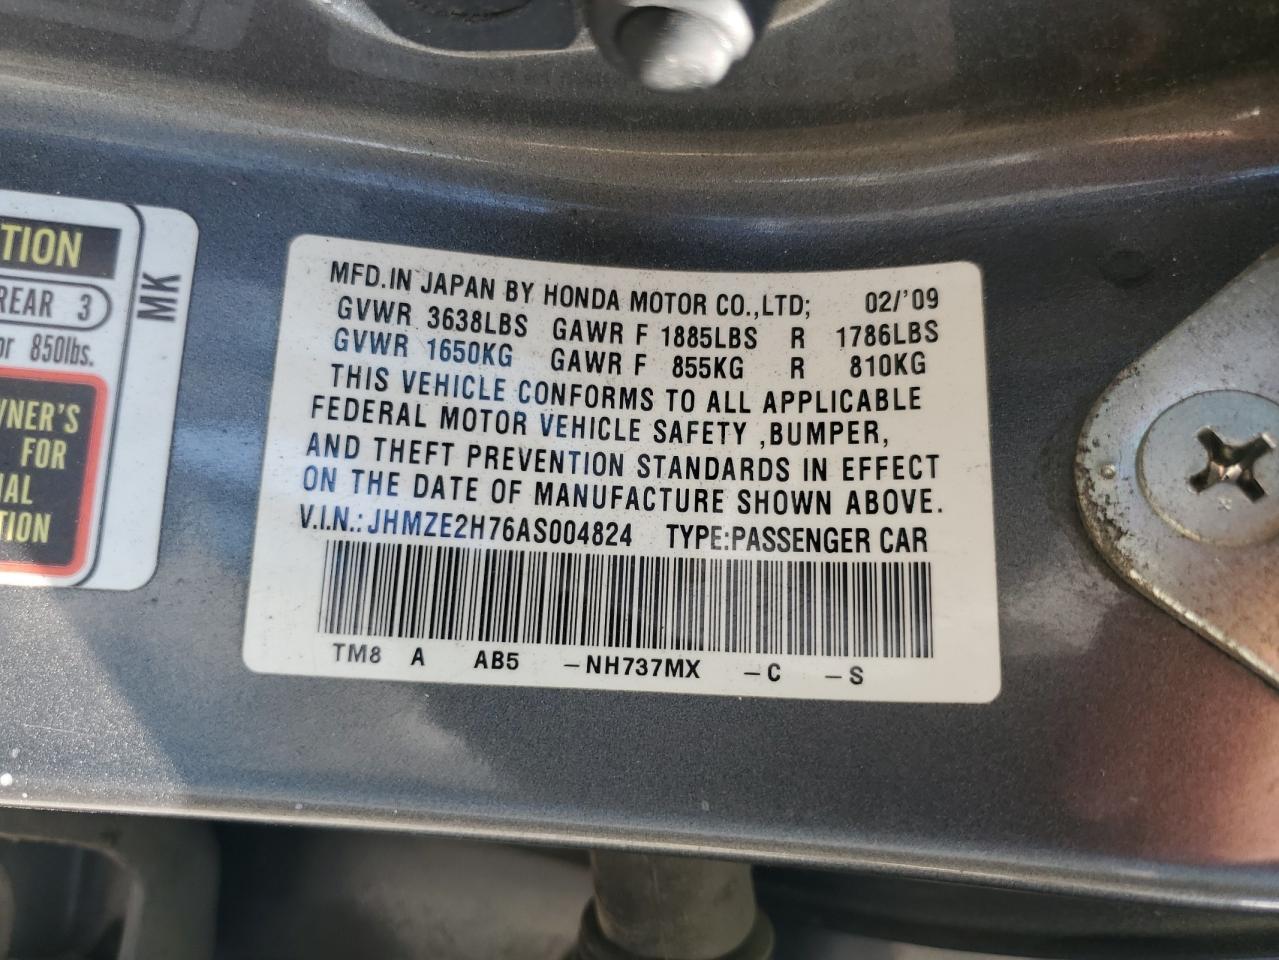 TION
REAR 3
or 850lbs.
WNER'S
FOR
NAL
TION
MK
MFD.IN JAPAN BY HONDA MOTOR CO.,LTD; 02/'09
GVWR 3638LBS GAWR F 1885LBS R 1786LBS
GVWR 1650KG GAWR F 855KG R 810KG
THIS VEHICLE CONFORMS TO ALL APPLICABLE
FEDERAL MOTOR VEHICLE SAFETY ,BUMPER,
AND THEFT PREVENTION STANDARDS IN EFFECT
ON THE DATE OF MANUFACTURE SHOWN ABOVE.
V.I.N.: JHMZE2H76AS004824 TYPE:PASSENGER CAR
TM8 A AB5 -NH737MX -C -S